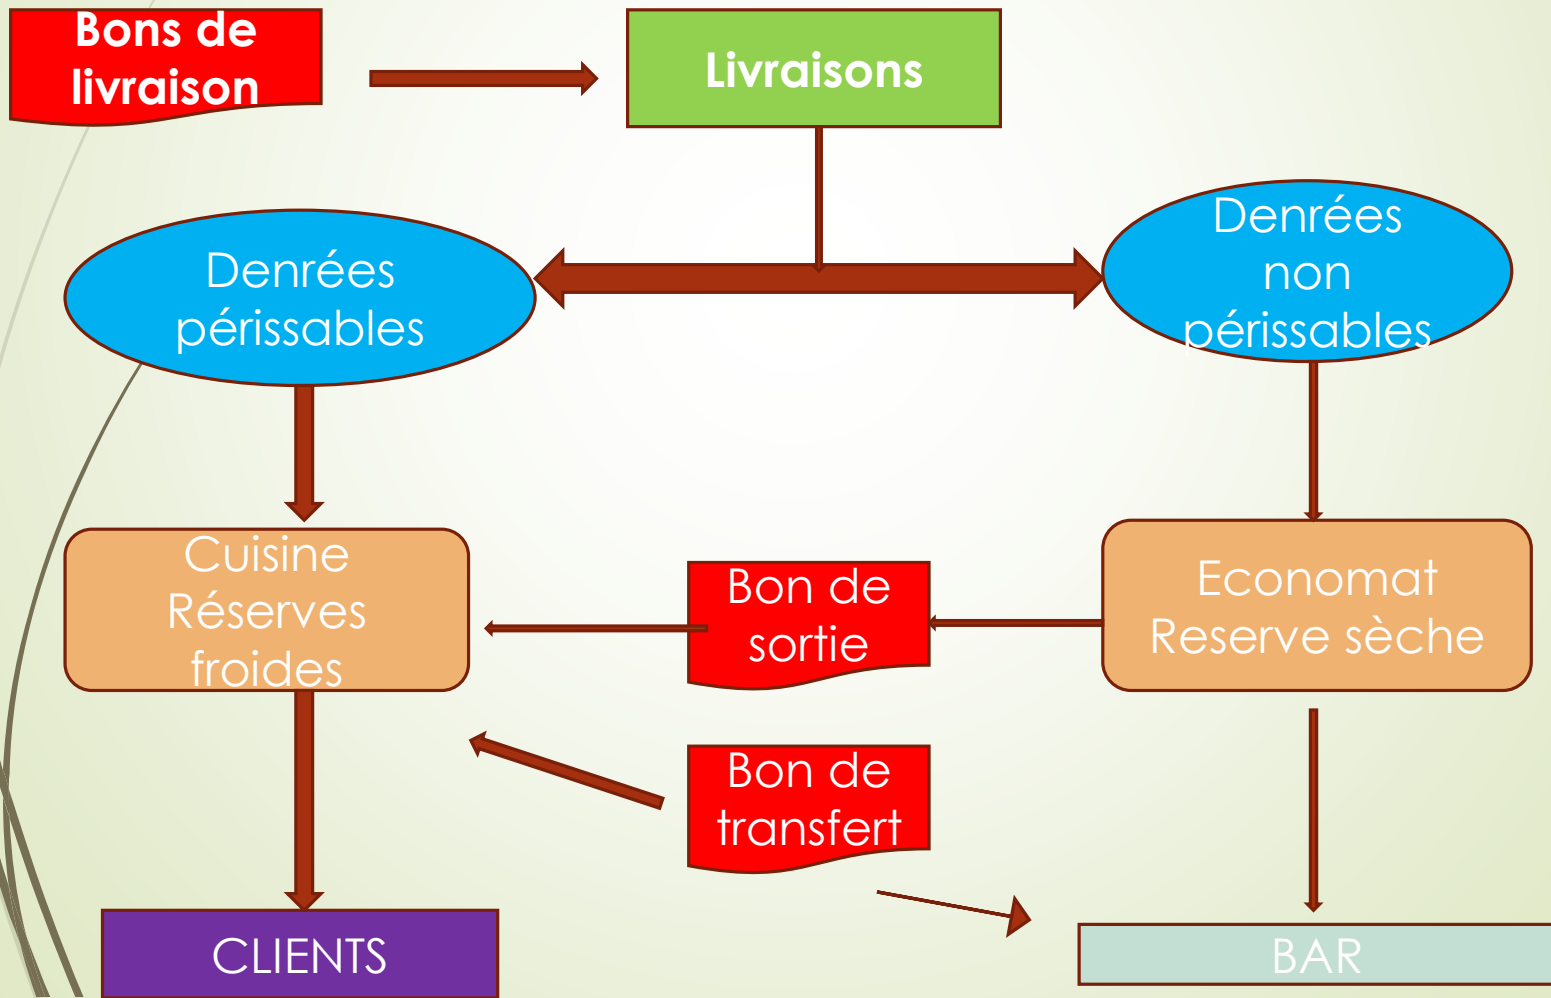 Bons de
livraison
Livraisons
Denrées
périssables
Denrées
non
périssables
Cuisine
Réserves
froides
Bon de
sortie
Economat
Reserve sèche
Bon de
transfert
CLIENTS
BAR